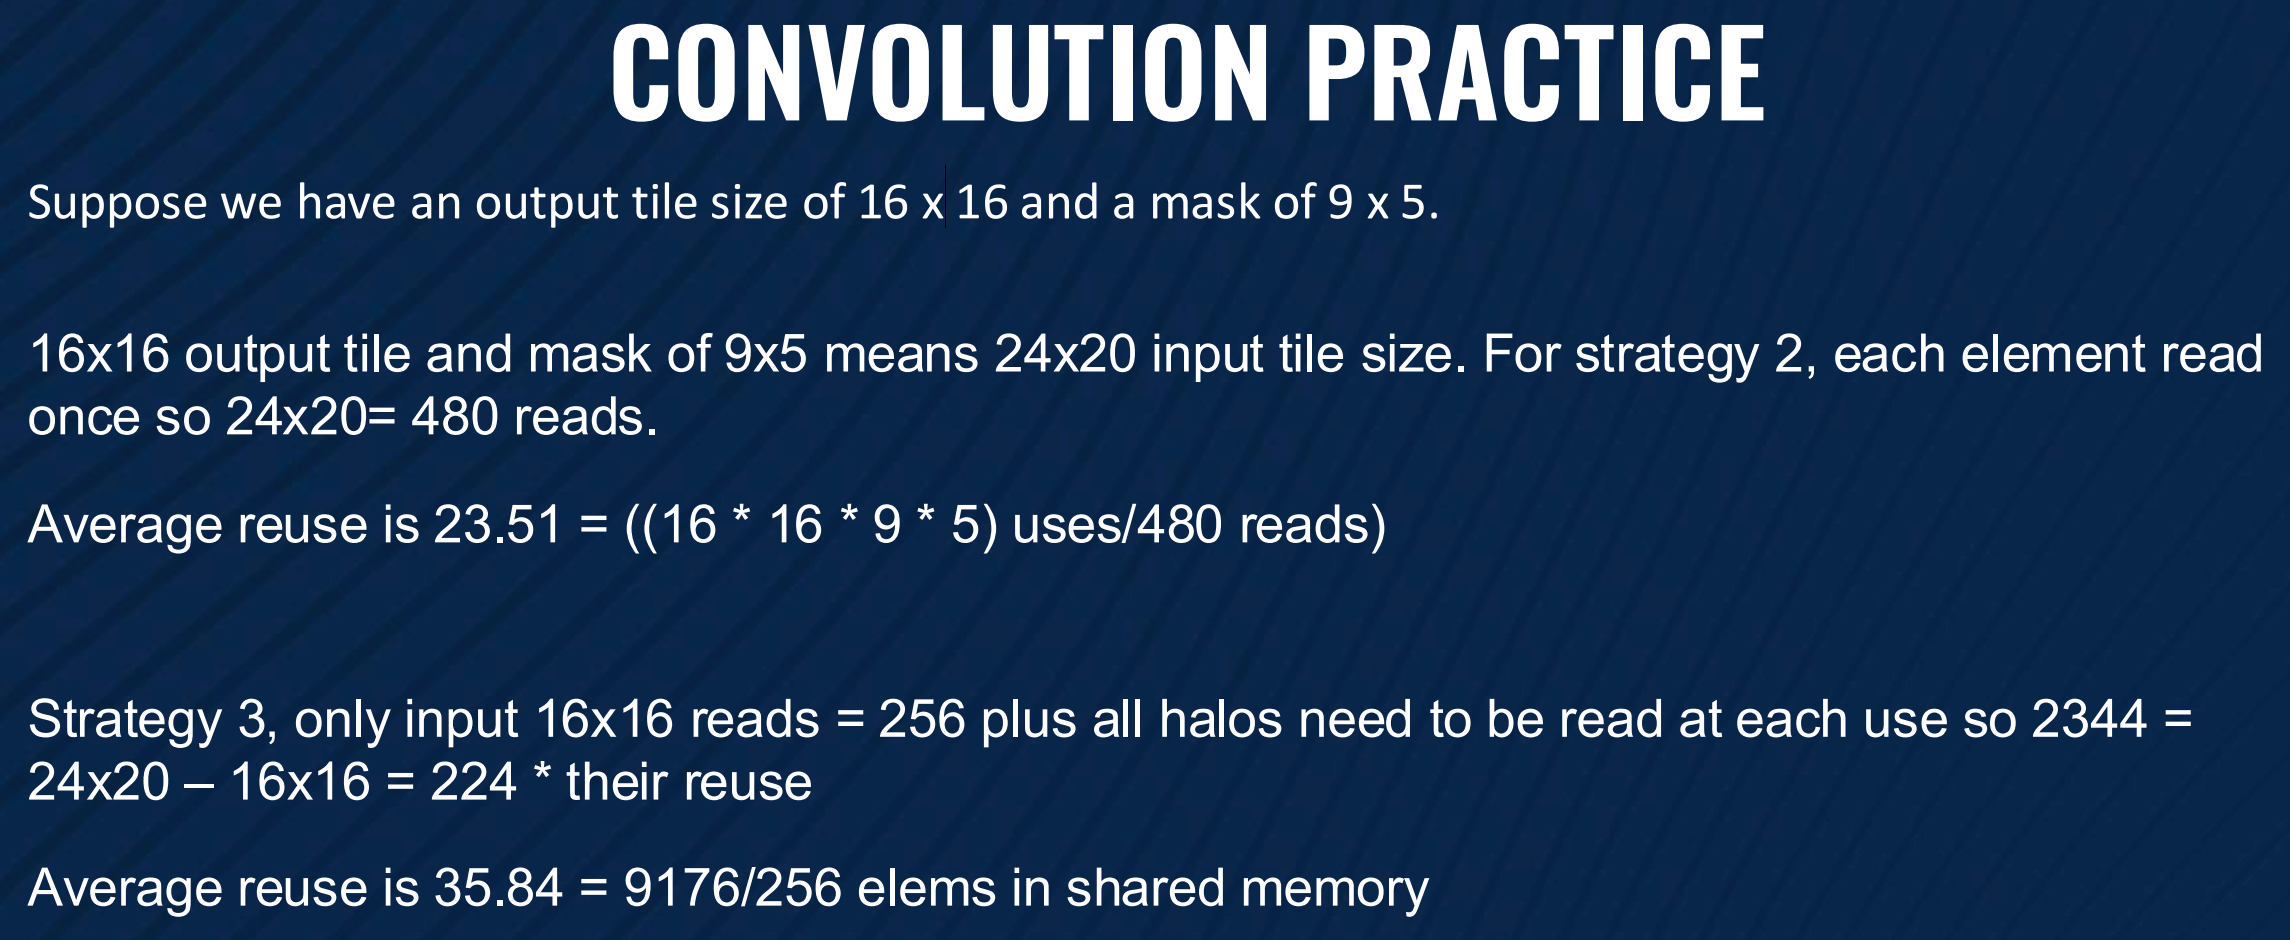 CONVOLUTION PRACTICE
Suppose we have an output tile size of 16 x 16 and a mask of 9 x 5.
16x16 output tile and mask of 9x5 means 24x20 input tile size. For strategy 2, each element read
once so 24x20= 480 reads.
Average reuse is 23.51 = ((16 * 16 * 9 * 5) uses/480 reads)
Strategy 3, only input 16x16 reads = 256 plus all halos need to be read at each use so 2344 =
24x20 – 16x16 = 224 * their reuse
Average reuse is 35.84 = 9176/256 elems in shared memory